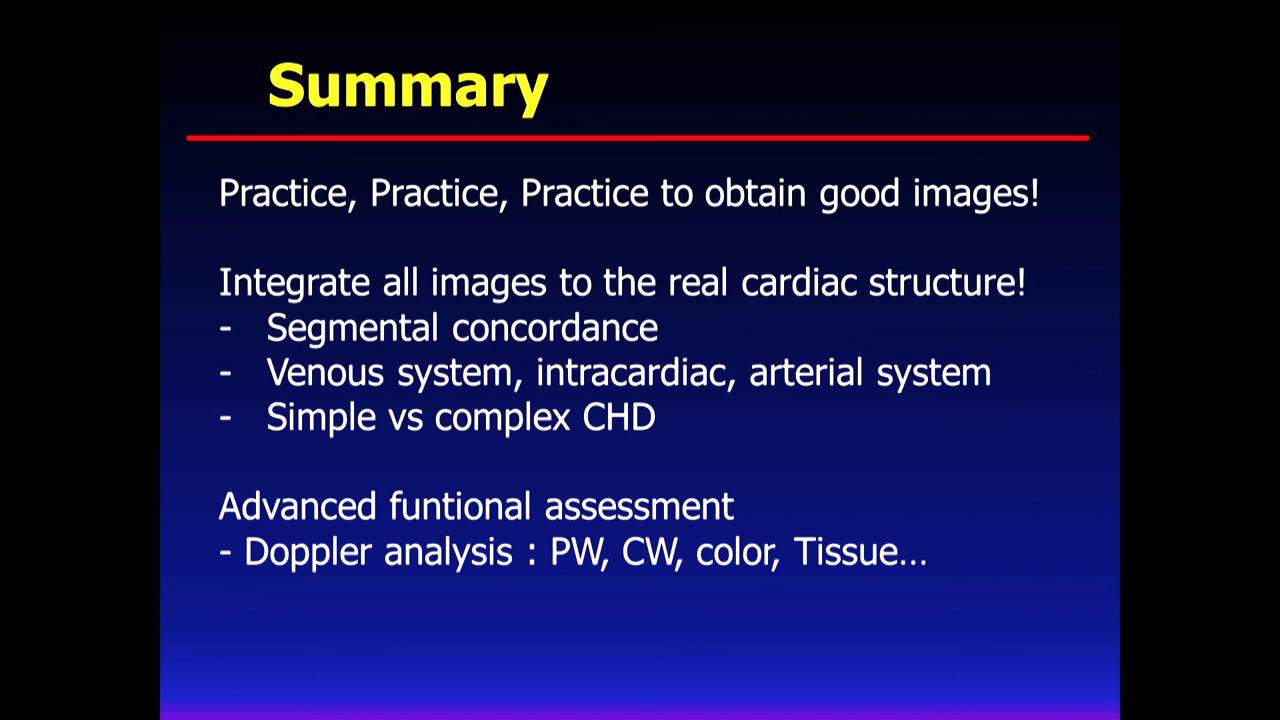 Summary
Practice, Practice, Practice to obtain good images!
Integrate all images to the real cardiac structure!
- Segmental concordance
- Venous system, intracardiac, arterial system
- Simple vs complex CHD
Advanced funtional assessment
- Doppler analysis : PW, CW, color, Tissue…